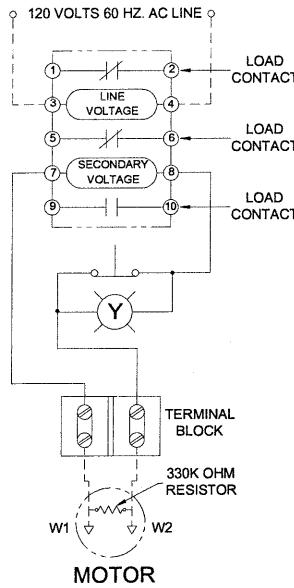 120 VOLTS 60 HZ. AC LINE
1
2
LOAD
CONTACT
3
LINE
VOLTAGE
4
5
6
LOAD
CONTACT
7
SECONDARY
VOLTAGE
8
9
10
LOAD
CONTACT
Y
TERMINAL
BLOCK
330K OHM
RESISTOR
W1
W2
MOTOR